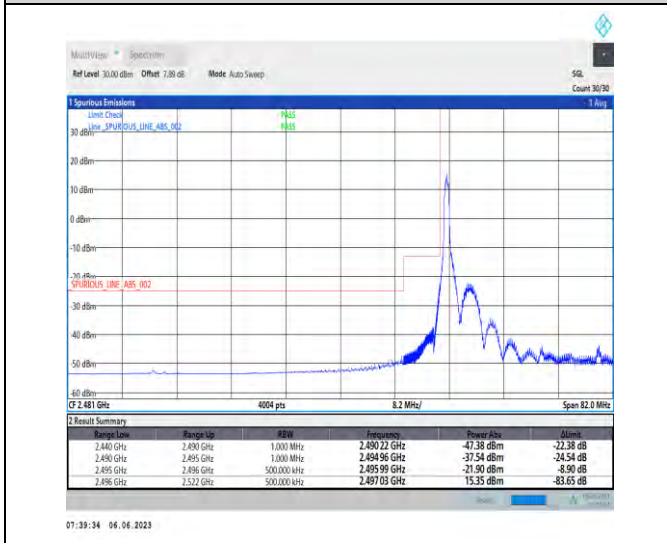 MultiView Spectrum
Ref Level 30.00 dBm Offset 7.89 dB Mode Auto Sweep SGL
Count 30/30
1 Spurious Emissions 1 Avg
Limit Check PASS
Line _SPURIOUS_LINE_ABS_002 PASS
30 dBm
20 dBm
10 dBm
0 dBm
-10 dBm
-20 dBm
SPURIOUS_LINE_ABS_002
-30 dBm
-40 dBm
-50 dBm
-60 dBm
CF 2.481 GHz 4004 pts 8.2 MHz/ Span 82.0 MHz
2 Result Summary
Range Low Range Up RBW Frequency Power Abs ΔLimit
2.440 GHz 2.490 GHz 1.000 MHz 2.490 22 GHz -47.38 dBm -22.38 dB
2.490 GHz 2.495 GHz 1.000 MHz 2.494 96 GHz -37.54 dBm -24.54 dB
2.495 GHz 2.496 GHz 500.000 kHz 2.495 99 GHz -21.90 dBm -8.90 dB
2.496 GHz 2.522 GHz 500.000 kHz 2.497 03 GHz 15.35 dBm -83.65 dB
07:39:34 06.06.2023